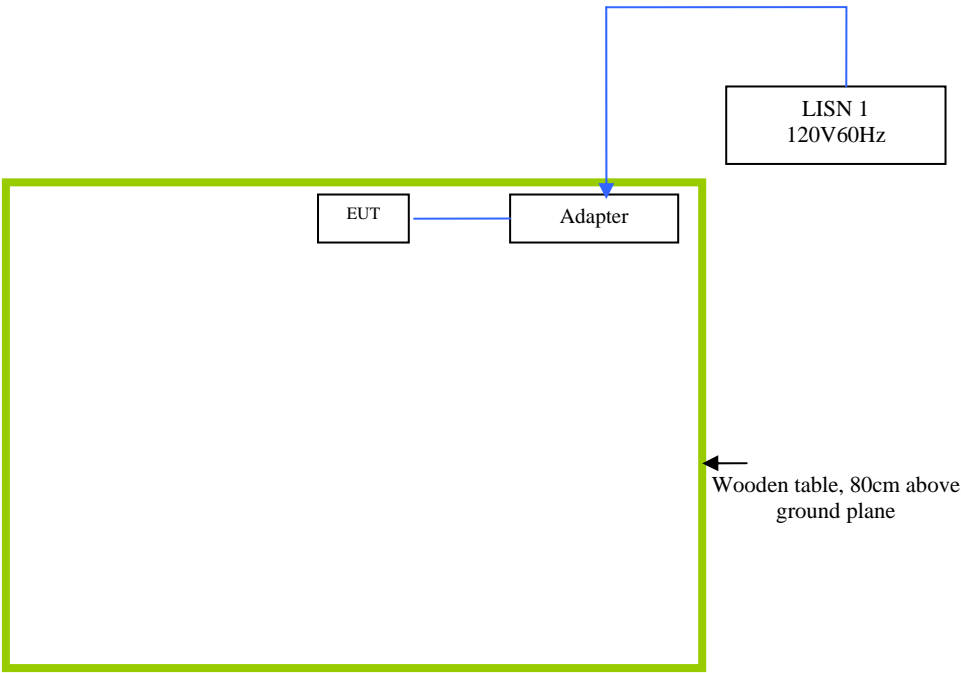 LISN 1
120V60Hz
EUT
Adapter
Wooden table, 80cm above
ground plane